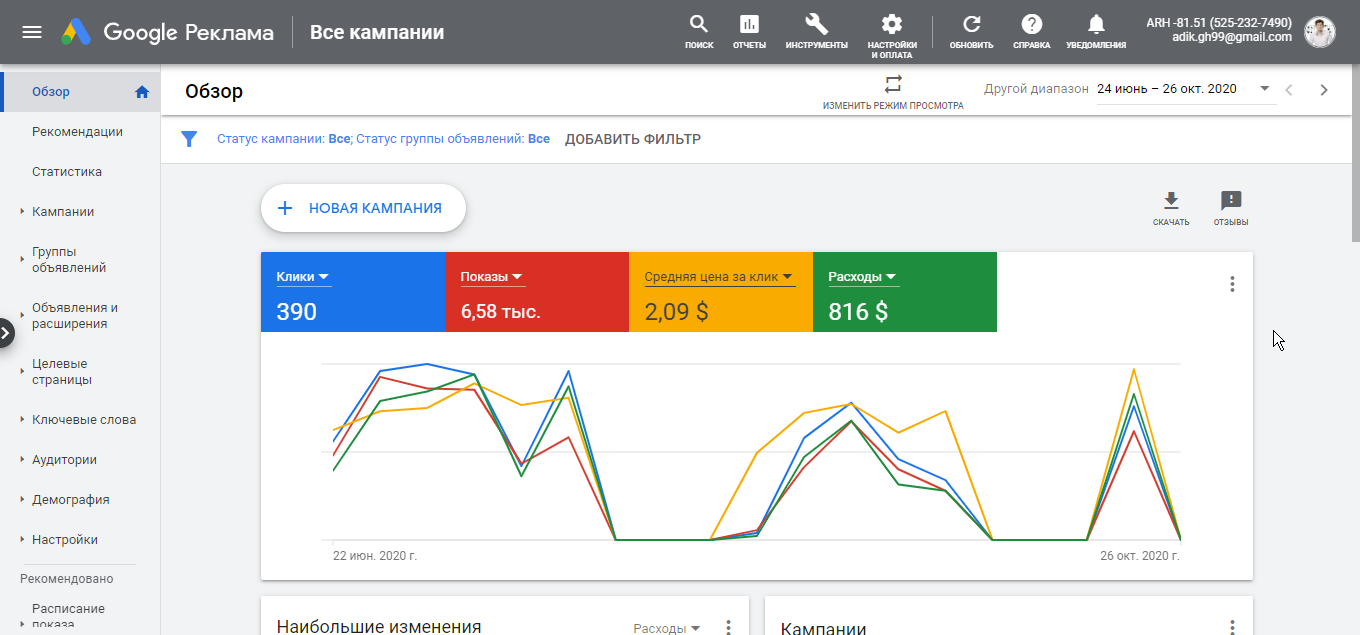 Google Реклама
Все кампании
ПОИСК
ОТЧЕТЫ
ИНСТРУМЕНТЫ
НАСТРОЙКИ
И ОПЛАТА
ОБНОВИТЬ
СПРАВКА
УВЕДОМЛЕНИЯ
ARH -81.51 (525-232-7490)
adik.gh99@gmail.com
Обзор
Рекомендации
Статистика
Кампании
Группы
объявлений
Объявления и
расширения
Целевые
страницы
Ключевые слова
Аудитории
Демография
Настройки
Рекомендовано
Расписание
показа
Обзор
ИЗМЕНИТЬ РЕЖИМ ПРОСМОТРА
Другой диапазон 24 июнь – 26 окт. 2020
Статус кампании: Все; Статус группы объявлений: Все ДОБАВИТЬ ФИЛЬТР
НОВАЯ КАМПАНИЯ
СКАЧАТЬ
ОТЗЫВЫ
Клики
390
Показы
6,58 тыс.
Средняя цена за клик
2,09 $
Расходы
816 $
22 июн. 2020 г.
26 окт. 2020 г.
Наибольшие изменения
Расходы
Кампании